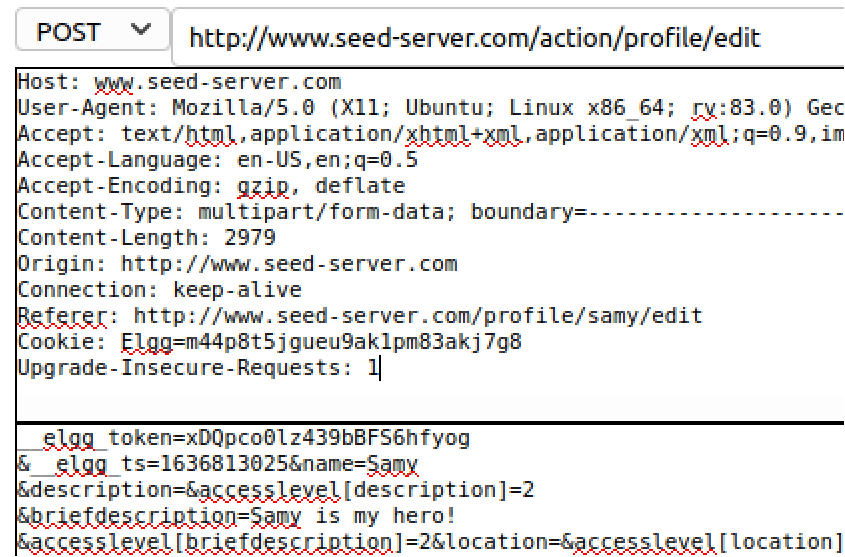 POST
http://www.seed-server.com/action/profile/edit
Host: www.seed-server.com
User-Agent: Mozilla/5.0 (X11; Ubuntu; Linux x86_64; rv:83.0) Gec
Accept: text/html,application/xhtml+xml,application/xml;q=0.9,im
Accept-Language: en-US,en;q=0.5
Accept-Encoding: gzip, deflate
Content-Type: multipart/form-data; boundary=--------------------
Content-Length: 2979
Origin: http://www.seed-server.com
Connection: keep-alive
Referer: http://www.seed-server.com/profile/samy/edit
Cookie: Elgg=m44p8t5jgueu9ak1pm83akj7g8
Upgrade-Insecure-Requests: 1
__elgg_token=xDQpco0lz439bBFS6hfyog
&__elgg_ts=1636813025&name=Samy
&description=&accesslevel[description]=2
&briefdescription=Samy is my hero!
&accesslevel[briefdescription]=2&location=&accesslevel[location]